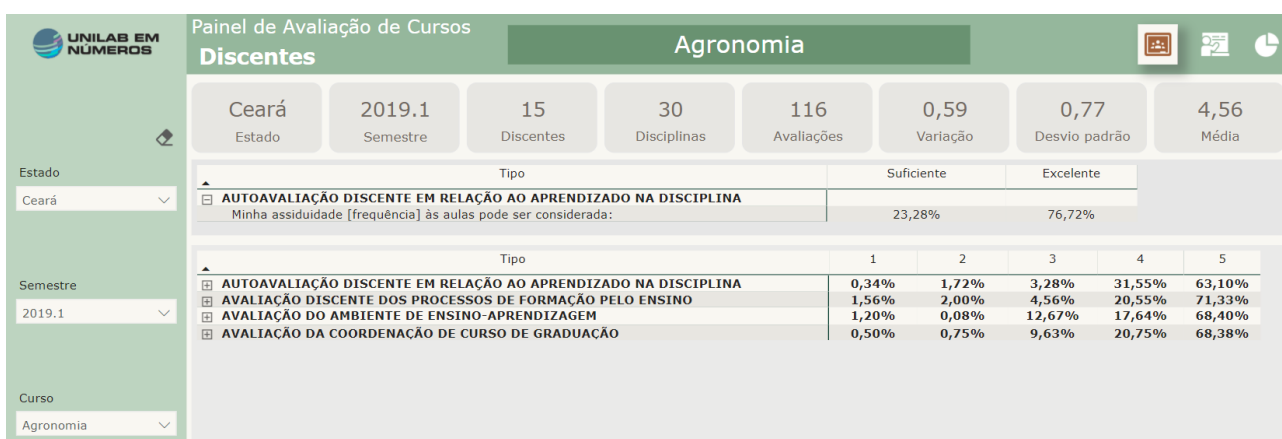 UNILAB EM
NÚMEROS
Painel de Avaliação de Cursos
Discentes
Agronomia
Ceará 2019.1 15 30 116 0,59 0,77 4,56
Estado Semestre Discentes Disciplinas Avaliações Variação Desvio padrão Média
Estado
Ceará
Semestre
2019.1
Curso
Agronomia
Tipo Suficiente Excelente
AUTOAVALIAÇÃO DISCENTE EM RELAÇÃO AO APRENDIZADO NA DISCIPLINA
Minha assiduidade [frequência] às aulas pode ser considerada: 23,28% 76,72%
Tipo 1 2 3 4 5
AUTOAVALIAÇÃO DISCENTE EM RELAÇÃO AO APRENDIZADO NA DISCIPLINA 0,34% 1,72% 3,28% 31,55% 63,10%
AVALIAÇÃO DISCENTE DOS PROCESSOS DE FORMAÇÃO PELO ENSINO 1,56% 2,00% 4,56% 20,55% 71,33%
AVALIAÇÃO DO AMBIENTE DE ENSINO-APRENDIZAGEM 1,20% 0,08% 12,67% 17,64% 68,40%
AVALIAÇÃO DA COORDENAÇÃO DE CURSO DE GRADUAÇÃO 0,50% 0,75% 9,63% 20,75% 68,38%